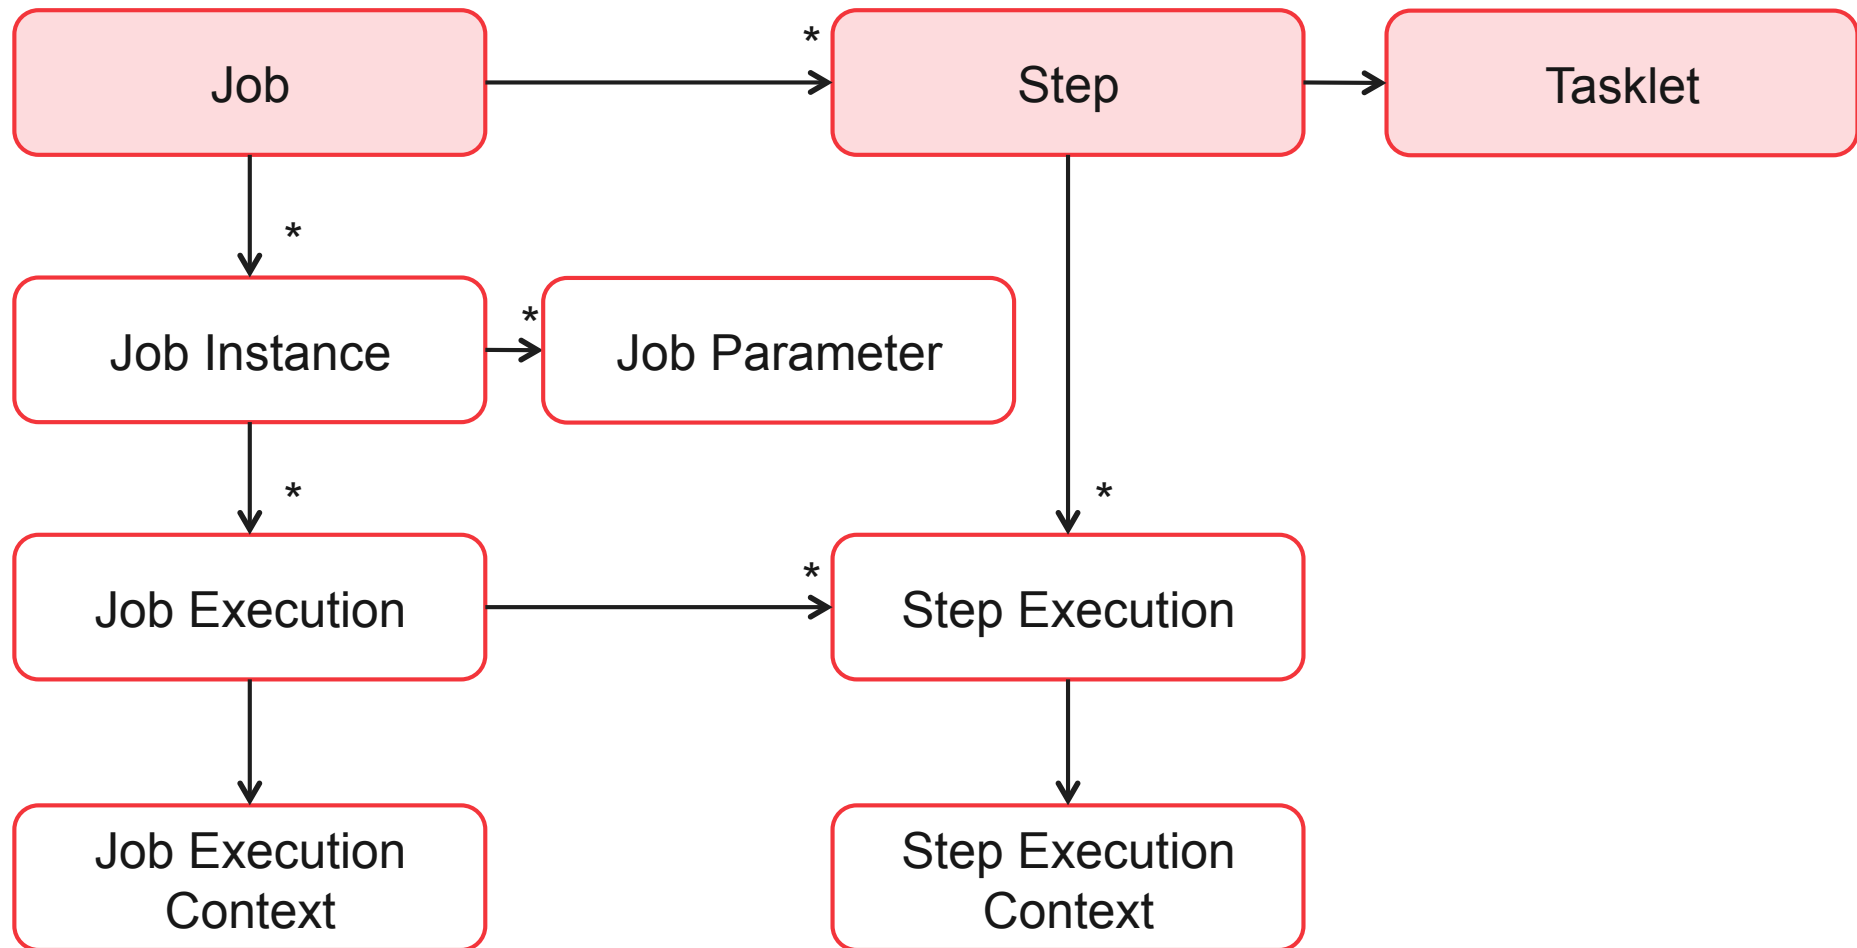 Job
*
Step
Tasklet
*
Job Instance
*
Job Parameter
*
*
Job Execution
*
Step Execution
Job Execution
Context
Step Execution
Context